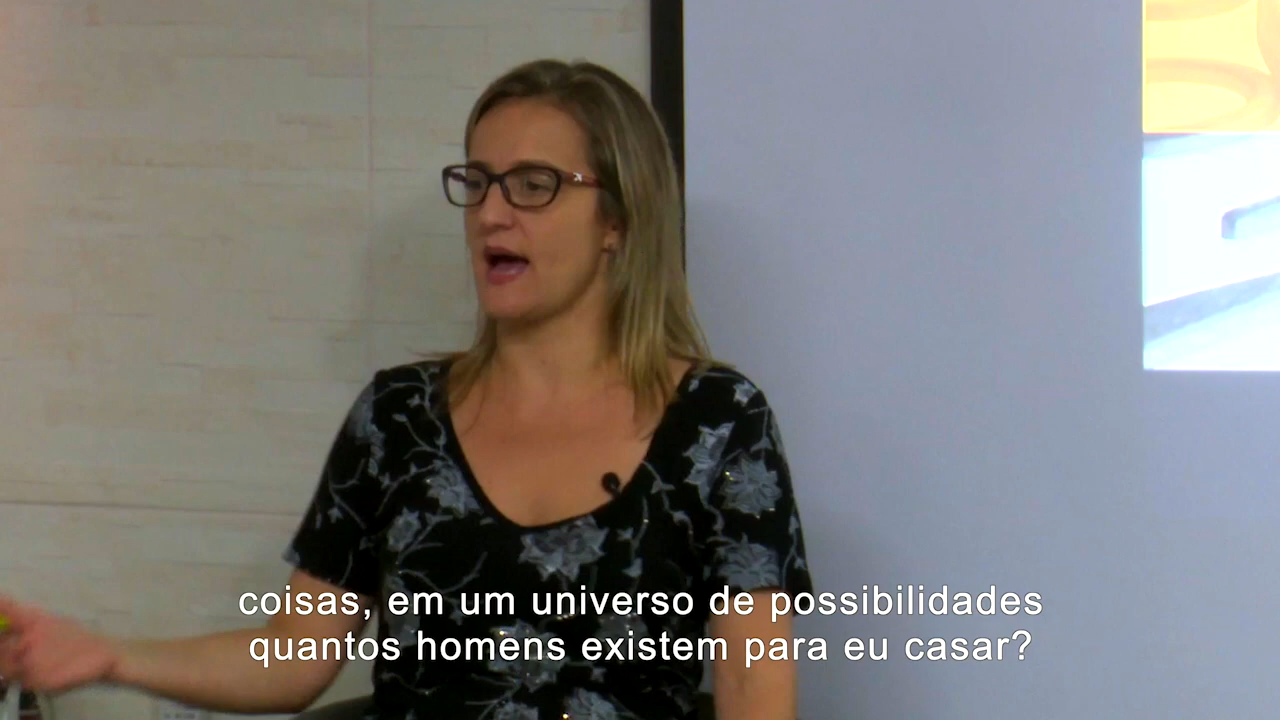 coisas, em um universo de possibilidades
quantos homens existem para eu casar?